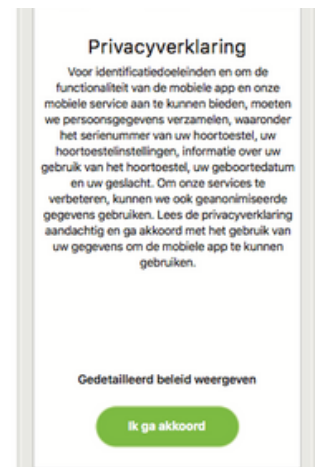 Privacyverklaring
Voor identificatiedoeleinden en om de
functionaliteit van de mobiele app en onze
mobiele service aan te kunnen bieden, moeten
we persoonsgegevens verzamelen, waaronder
het serienummer van uw hoortoestel, uw
hoortoestelinstellingen, informatie over uw
gebruik van het hoortoestel, uw geboortedatum
en uw geslacht. Om onze services te
verbeteren, kunnen we ook geanonimiseerde
gegevens gebruiken. Lees de privacyverklaring
aandachtig en ga akkoord met het gebruik van
uw gegevens om de mobiele app te kunnen
gebruiken.
Gedetailleerd beleid weergeven
Ik ga akkoord